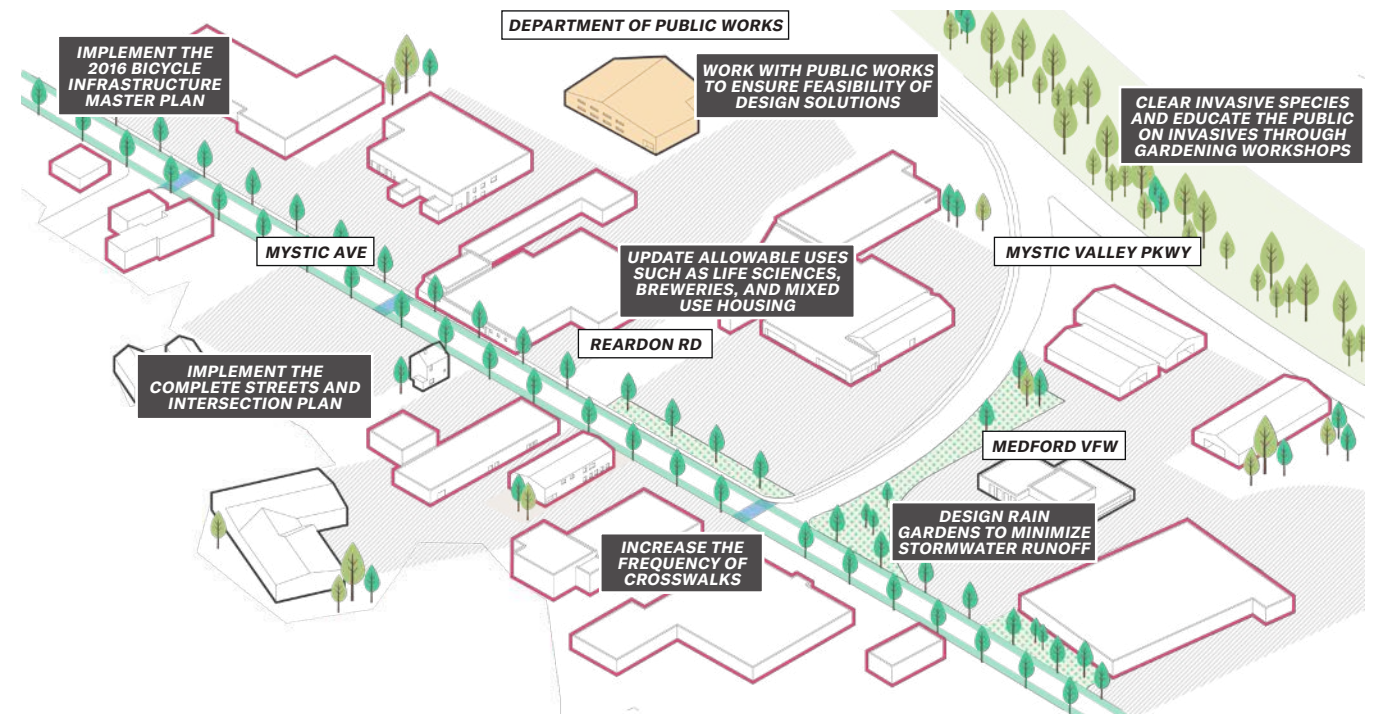 DEPARTMENT OF PUBLIC WORKS
IMPLEMENT THE
2016 BICYCLE
INFRASTRUCTURE
MASTER PLAN
WORK WITH PUBLIC WORKS
TO ENSURE FEASIBILITY OF
DESIGN SOLUTIONS
CLEAR INVASIVE SPECIES
AND EDUCATE THE PUBLIC
ON INVASIVES THROUGH
GARDENING WORKSHOPS
MYSTIC AVE
UPDATE ALLOWABLE USES
SUCH AS LIFE SCIENCES,
BREWERIES, AND MIXED
USE HOUSING
MYSTIC VALLEY PKWY
REARDON RD
IMPLEMENT THE
COMPLETE STREETS AND
INTERSECTION PLAN
MEDFORD VFW
DESIGN RAIN
GARDENS TO MINIMIZE
STORMWATER RUNOFF
INCREASE THE
FREQUENCY OF
CROSSWALKS